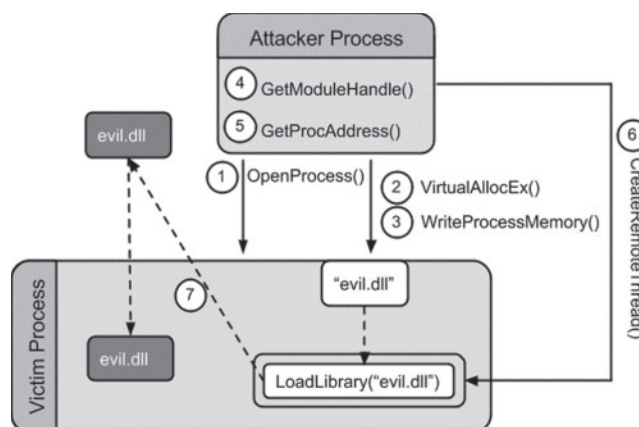 Attacker Process
4 GetModuleHandle()
5 GetProcAddress()
evil.dll
1 OpenProcess()
2 VirtualAllocEx()
3 WriteProcessMemory()
6 CreateRemoteThread()
Victim Process
7
"evil.dll"
evil.dll
LoadLibrary("evil.dll")